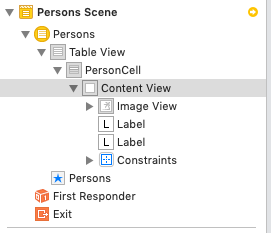 Persons Scene
Persons
Table View
PersonCell
Content View
Image View
L Label
L Label
Constraints
Persons
First Responder
Exit